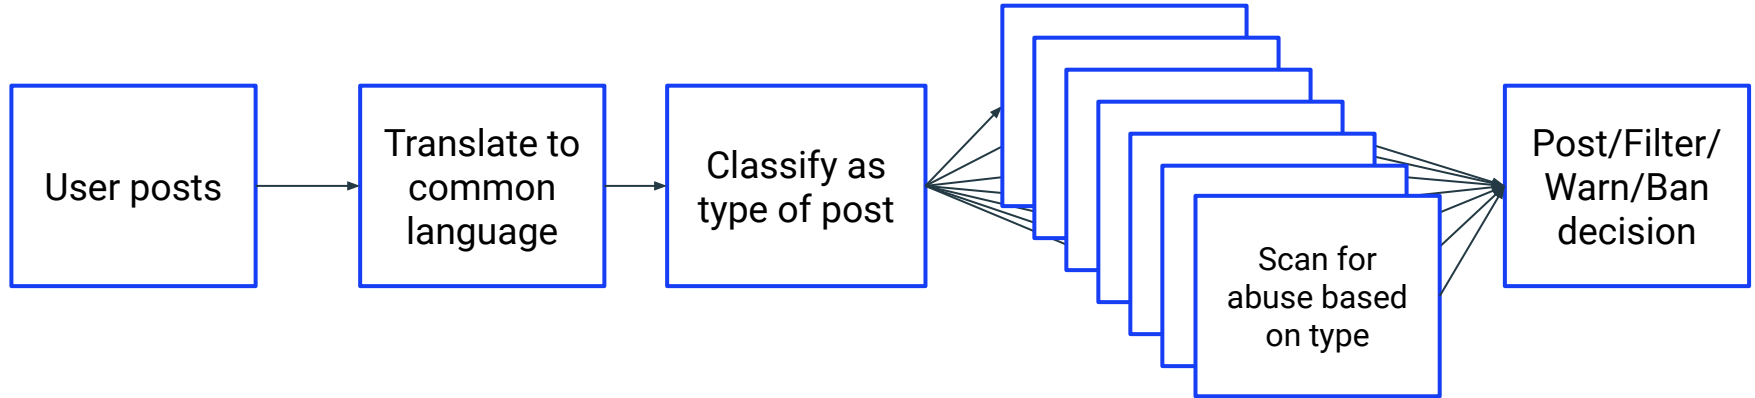 User posts
Translate to
common
language
Classify as
type of post
Scan for
abuse based
on type
Post/Filter/
Warn/Ban
decision